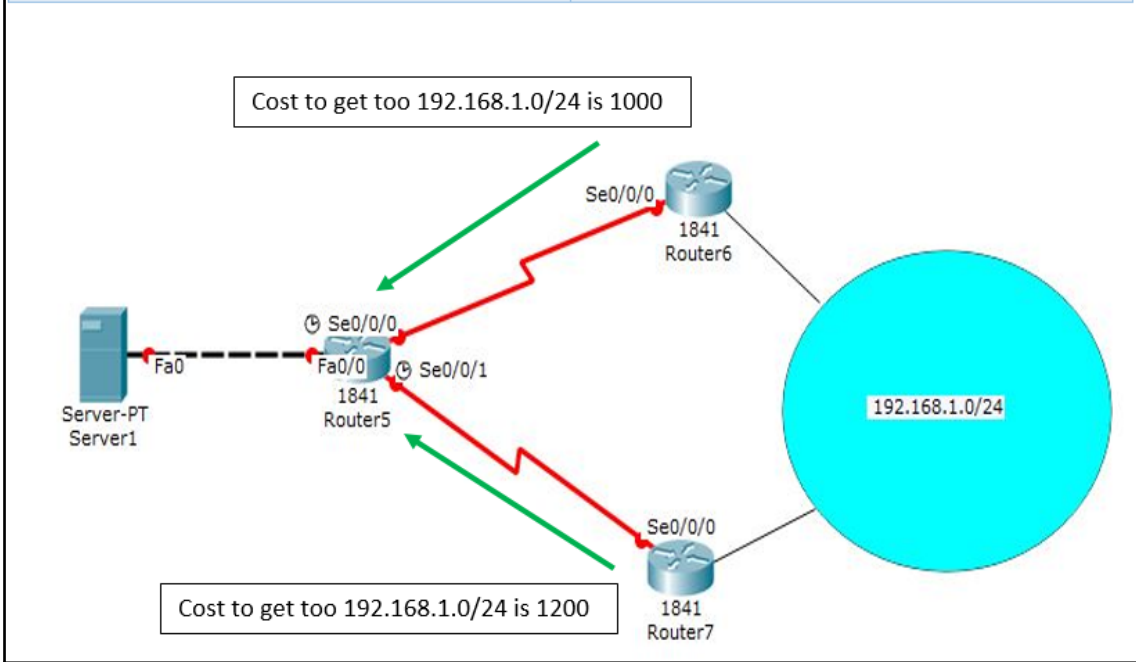 Cost to get too 192.168.1.0/24 is 1000
Se0/0/0
1841
Router6
Se0/0/0
Fa0
Fa0/0
Se0/0/1
1841
Router5
Server-PT
Server1
192.168.1.0/24
Se0/0/0
Cost to get too 192.168.1.0/24 is 1200
1841
Router7